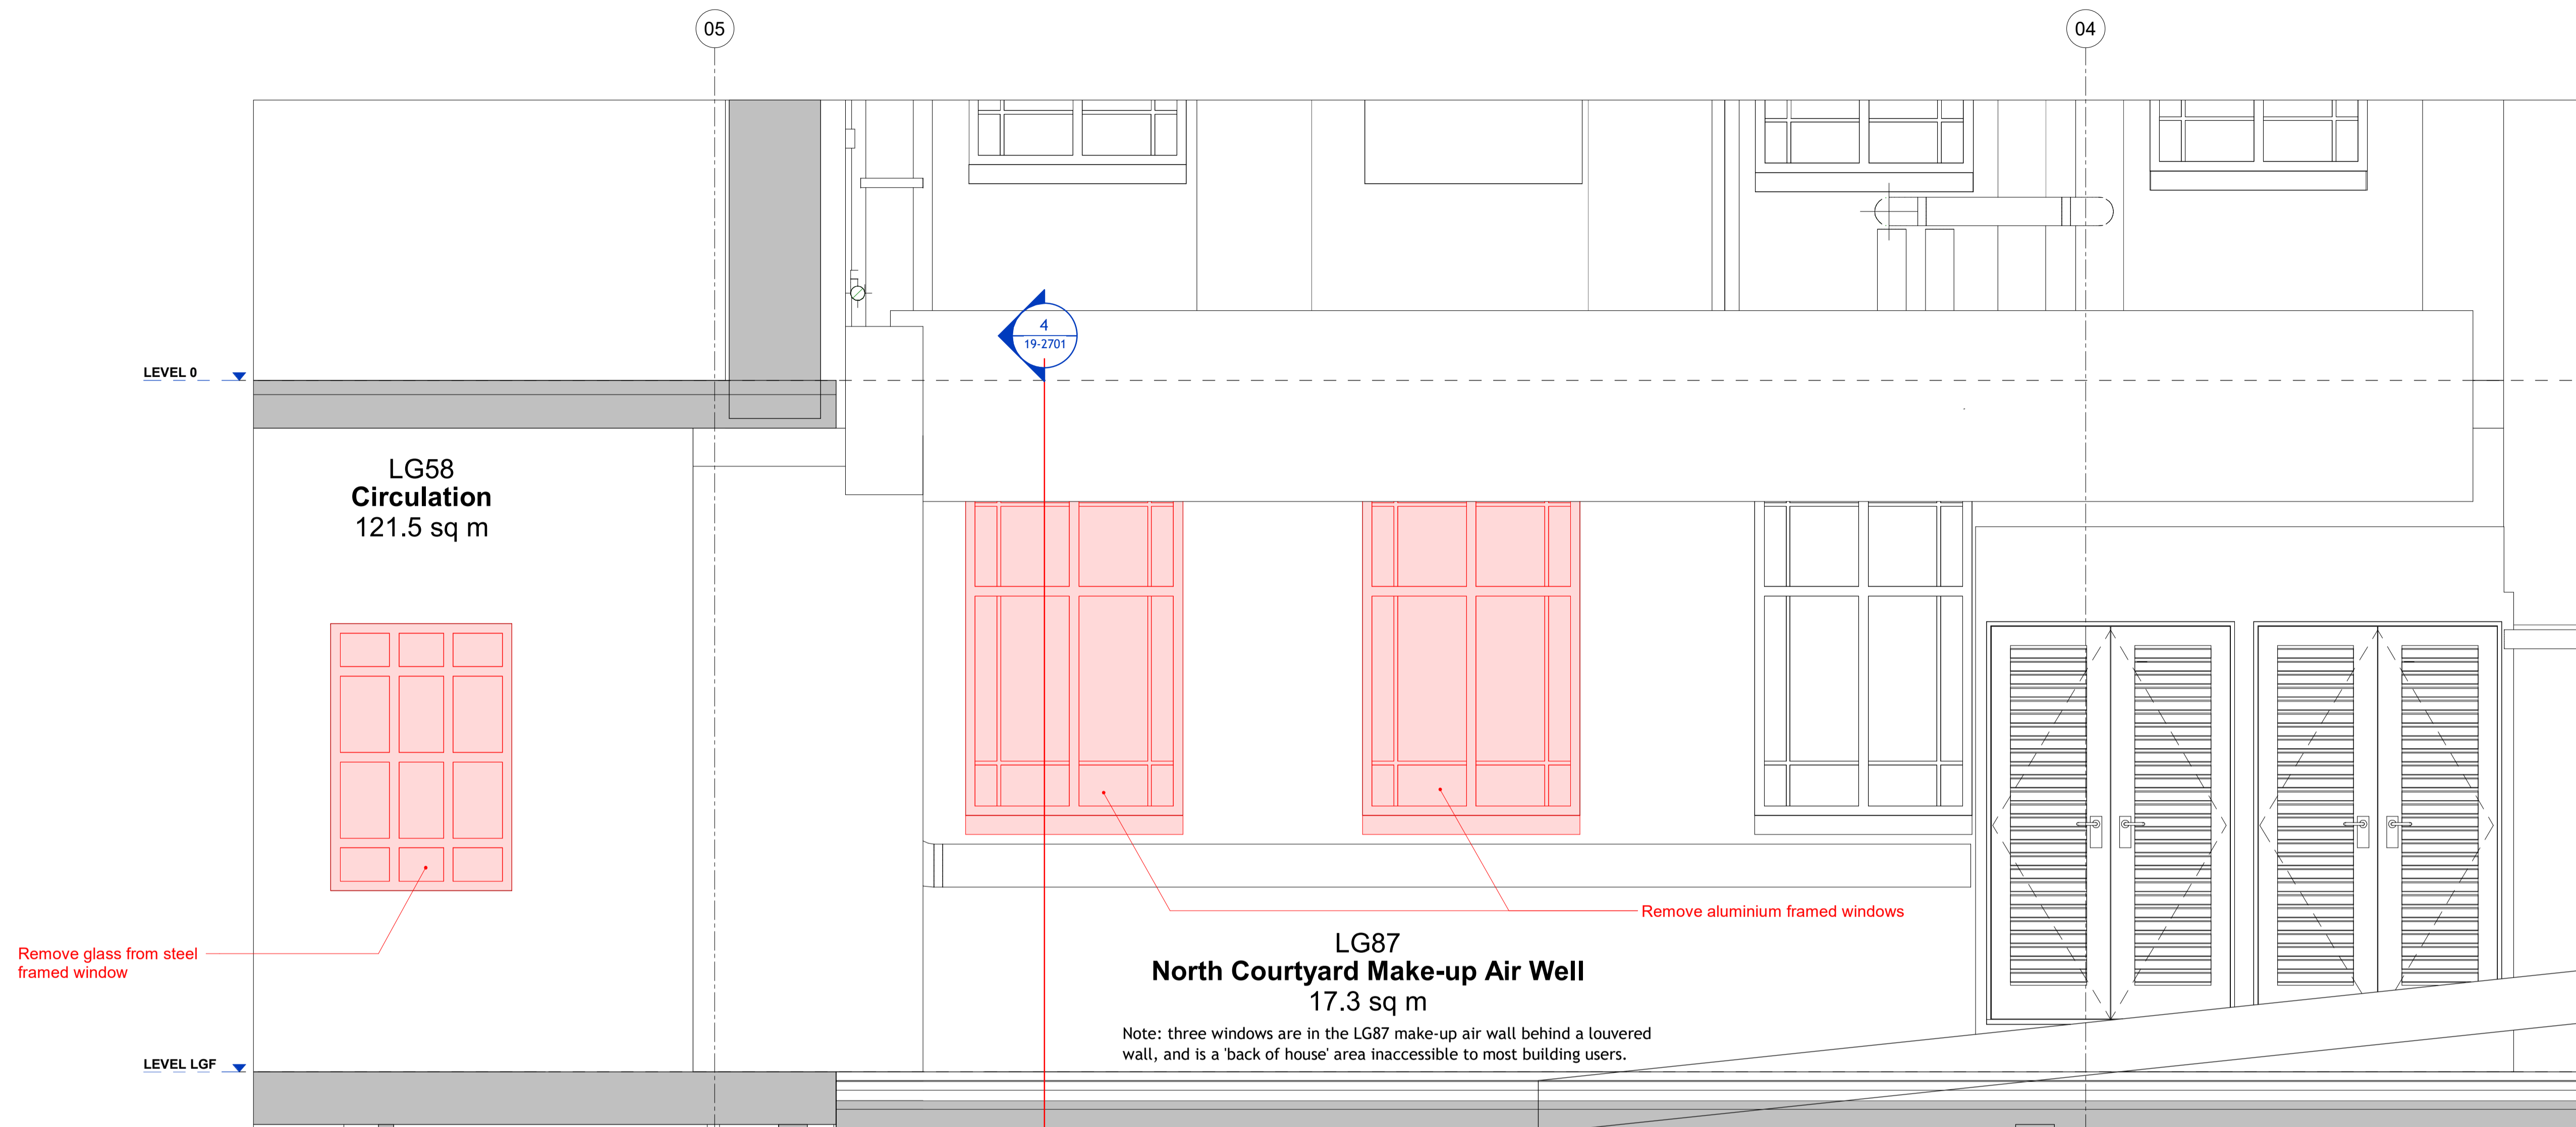 05
04
4
19-2701
LEVEL 0
LG58
Circulation
121.5 sq m
Remove aluminium framed windows
Remove glass from steel
framed window
LG87
North Courtyard Make-up Air Well
17.3 sq m
Note: three windows are in the LG87 make-up air wall behind a louvered
wall, and is a 'back of house' area inaccessible to most building users.
LEVEL LGF